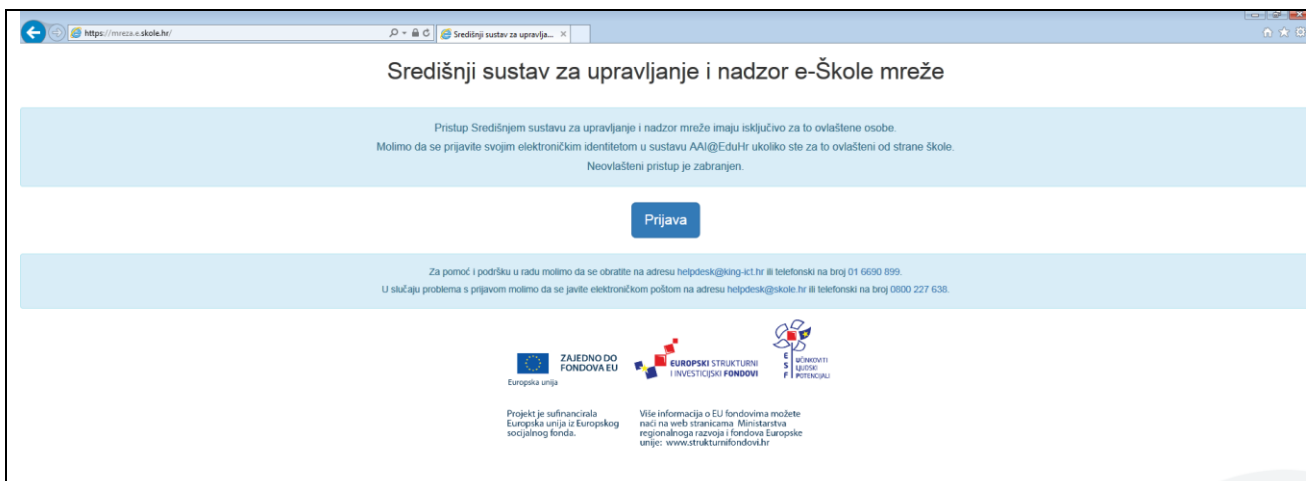 https://mreza.e.skole.hr/
Središnji sustav za upravlja...
Središnji sustav za upravljanje i nadzor e-Škole mreže
Pristup Središnjem sustavu za upravljanje i nadzor mreže imaju isključivo za to ovlaštene osobe.
Molimo da se prijavite svojim elektroničkim identitetom u sustavu AAI@EduHr ukoliko ste za to ovlašteni od strane škole.
Neovlašteni pristup je zabranjen.
Prijava
Za pomoć i podršku u radu molimo da se obratite na adresu helpdesk@king-ict.hr ili telefonski na broj 01 6690 899.
U slučaju problema s prijavom molimo da se javite elektroničkom poštom na adresu helpdesk@skole.hr ili telefonski na broj 0800 227 638.
ZAJEDNO DO
FONDOVA EU
Europska unija
EUROPSKI STRUKTURNI
I INVESTICIJSKI FONDOVI
E UČINKOVITI
S LJUDSKI
F POTENCIJALI
Projekt je sufinancirala
Europska unija iz Europskog
socijalnog fonda.
Više informacija o EU fondovima možete
naći na web stranicama Ministarstva
regionalnoga razvoja i fondova Europske
unije: www.strukturnifondovi.hr